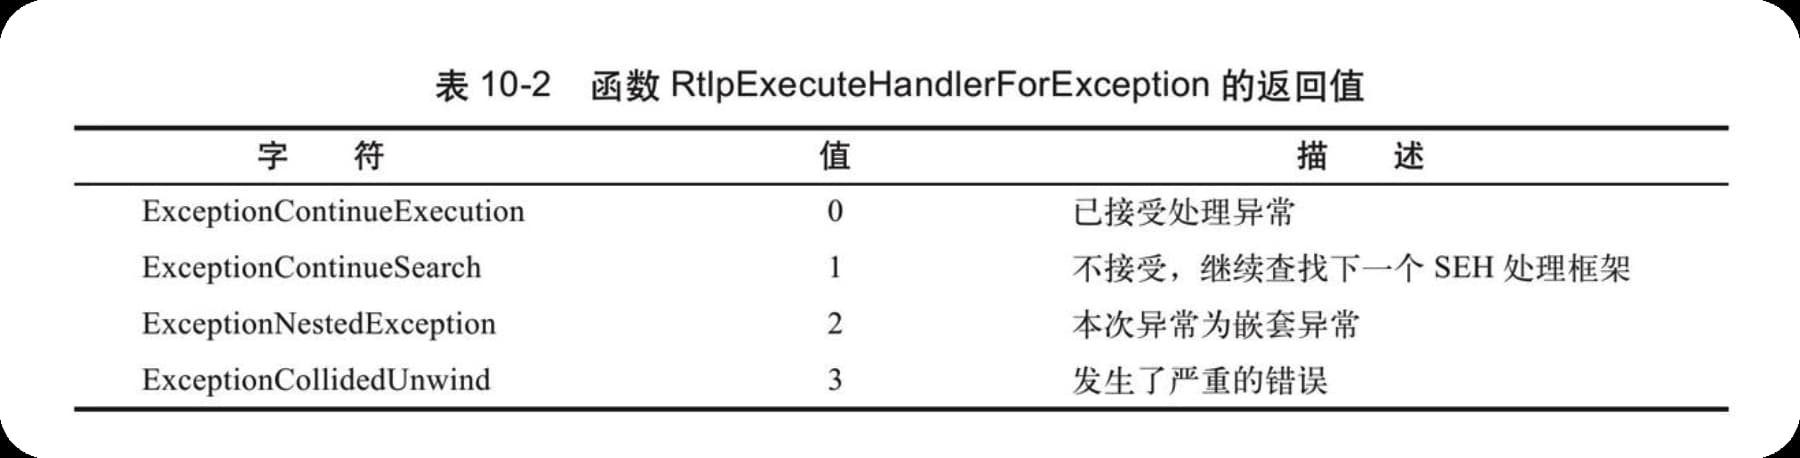 表 10-2 函数 RtlpExecuteHandlerForException 的返回值
字 符 值 描 述
ExceptionContinueExecution 0 已接受处理异常
ExceptionContinueSearch 1 不接受，继续查找下一个 SEH 处理框架
ExceptionNestedException 2 本次异常为嵌套异常
ExceptionCollidedUnwind 3 发生了严重的错误